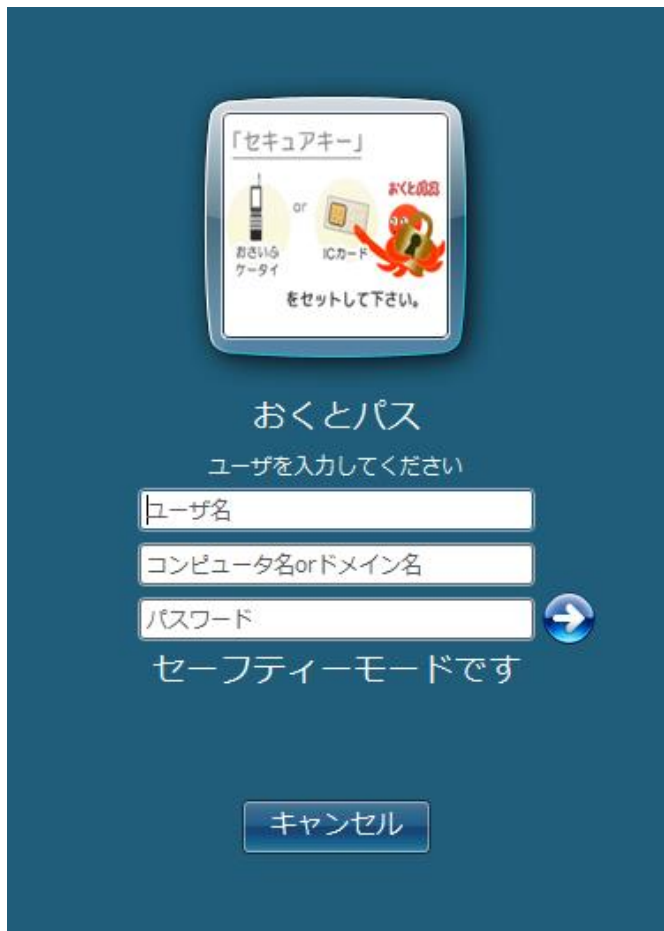 「セキュアキー」
or
おくと
おさいふ
ケータイ
ICカード
をセットして下さい。
おくとパス
ユーザを入力してください
ユーザ名
コンピュータ名orドメイン名
パスワード
セーフティーモードです
キャンセル